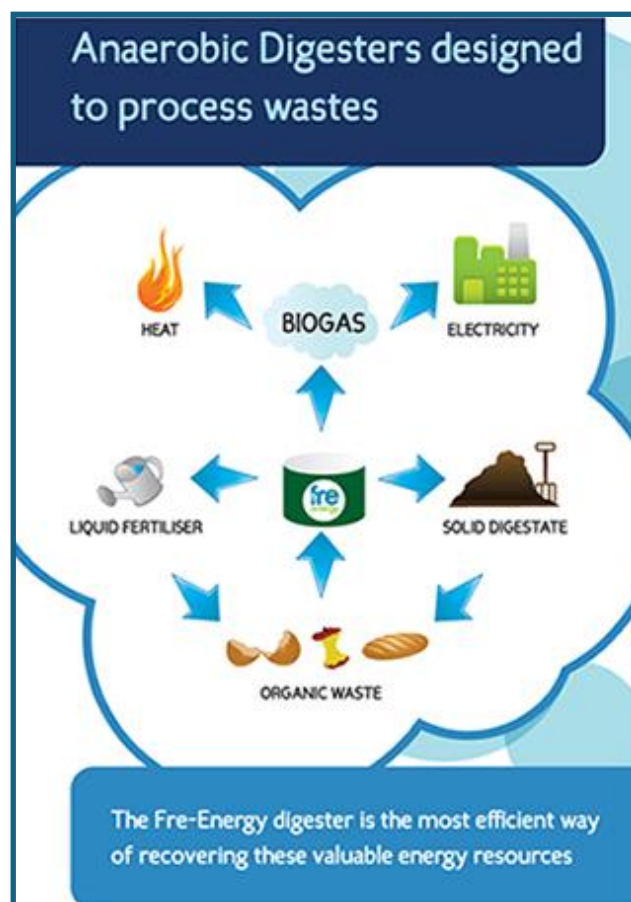 Anaerobic Digesters designed
to process wastes
HEAT
BIOGAS
ELECTRICITY
LIQUID FERTILISER
fre
energy
SOLID DIGESTATE
ORGANIC WASTE
The Fre-Energy digester is the most efficient way
of recovering these valuable energy resources